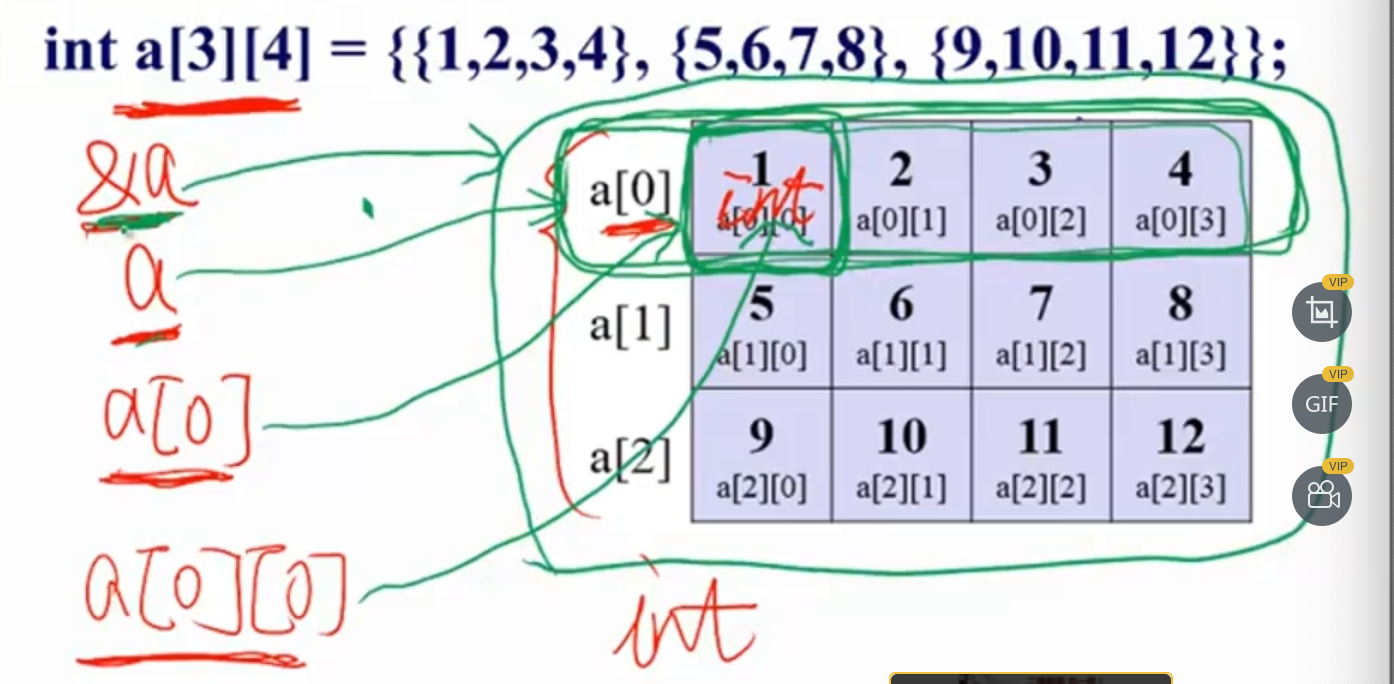 int a[3][4] = {{1,2,3,4}, {5,6,7,8}, {9,10,11,12}};
&a
a
a[0]
a[0][0]
a[0] 1 2 3 4
int
a[0][0] a[0][1] a[0][2] a[0][3]
a[1] 5 6 7 8
a[1][0] a[1][1] a[1][2] a[1][3]
a[2] 9 10 11 12
a[2][0] a[2][1] a[2][2] a[2][3]
int
VIP
VIP
GIF
VIP